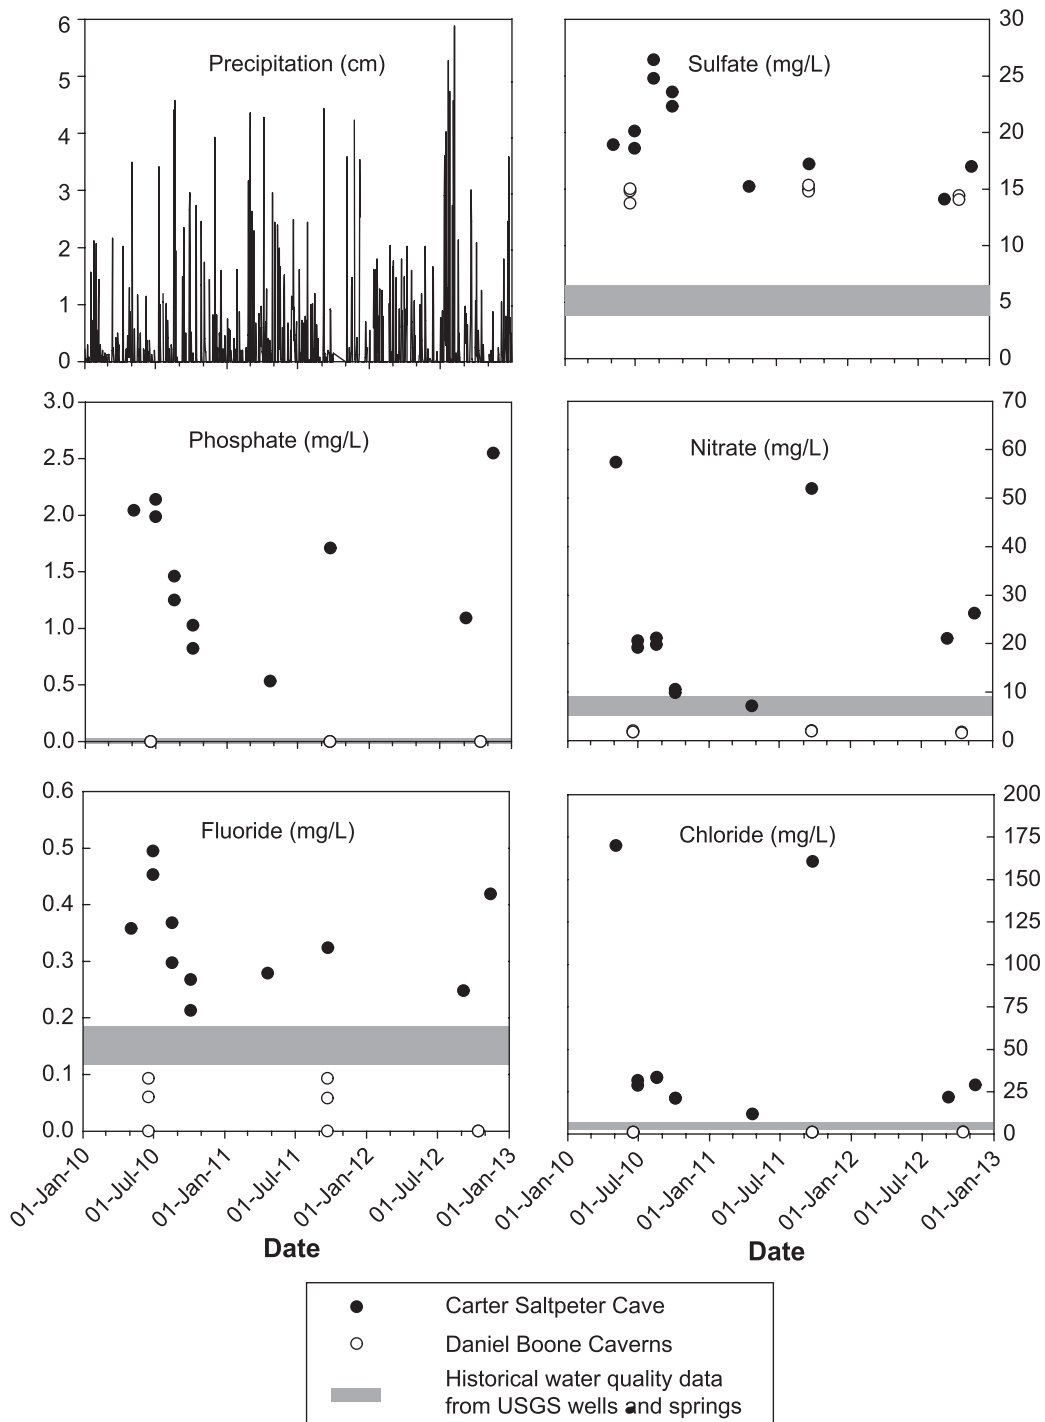 Precipitation (cm)
6
5
4
3
2
1
0
Sulfate (mg/L)
30
25
20
15
10
5
0
Phosphate (mg/L)
3.0
2.5
2.0
1.5
1.0
0.5
0.0
Nitrate (mg/L)
70
60
50
40
30
20
10
0
Fluoride (mg/L)
0.6
0.5
0.4
0.3
0.2
0.1
0.0
01-Jan-10
01-Jul-10
01-Jan-11
01-Jul-11
01-Jan-12
01-Jul-12
01-Jan-13
Date
Chloride (mg/L)
200
175
150
125
100
75
50
25
0
01-Jan-10
01-Jul-10
01-Jan-11
01-Jul-11
01-Jan-12
01-Jul-12
01-Jan-13
Date
Carter Saltpeter Cave
Daniel Boone Caverns
Historical water quality data
from USGS wells and springs